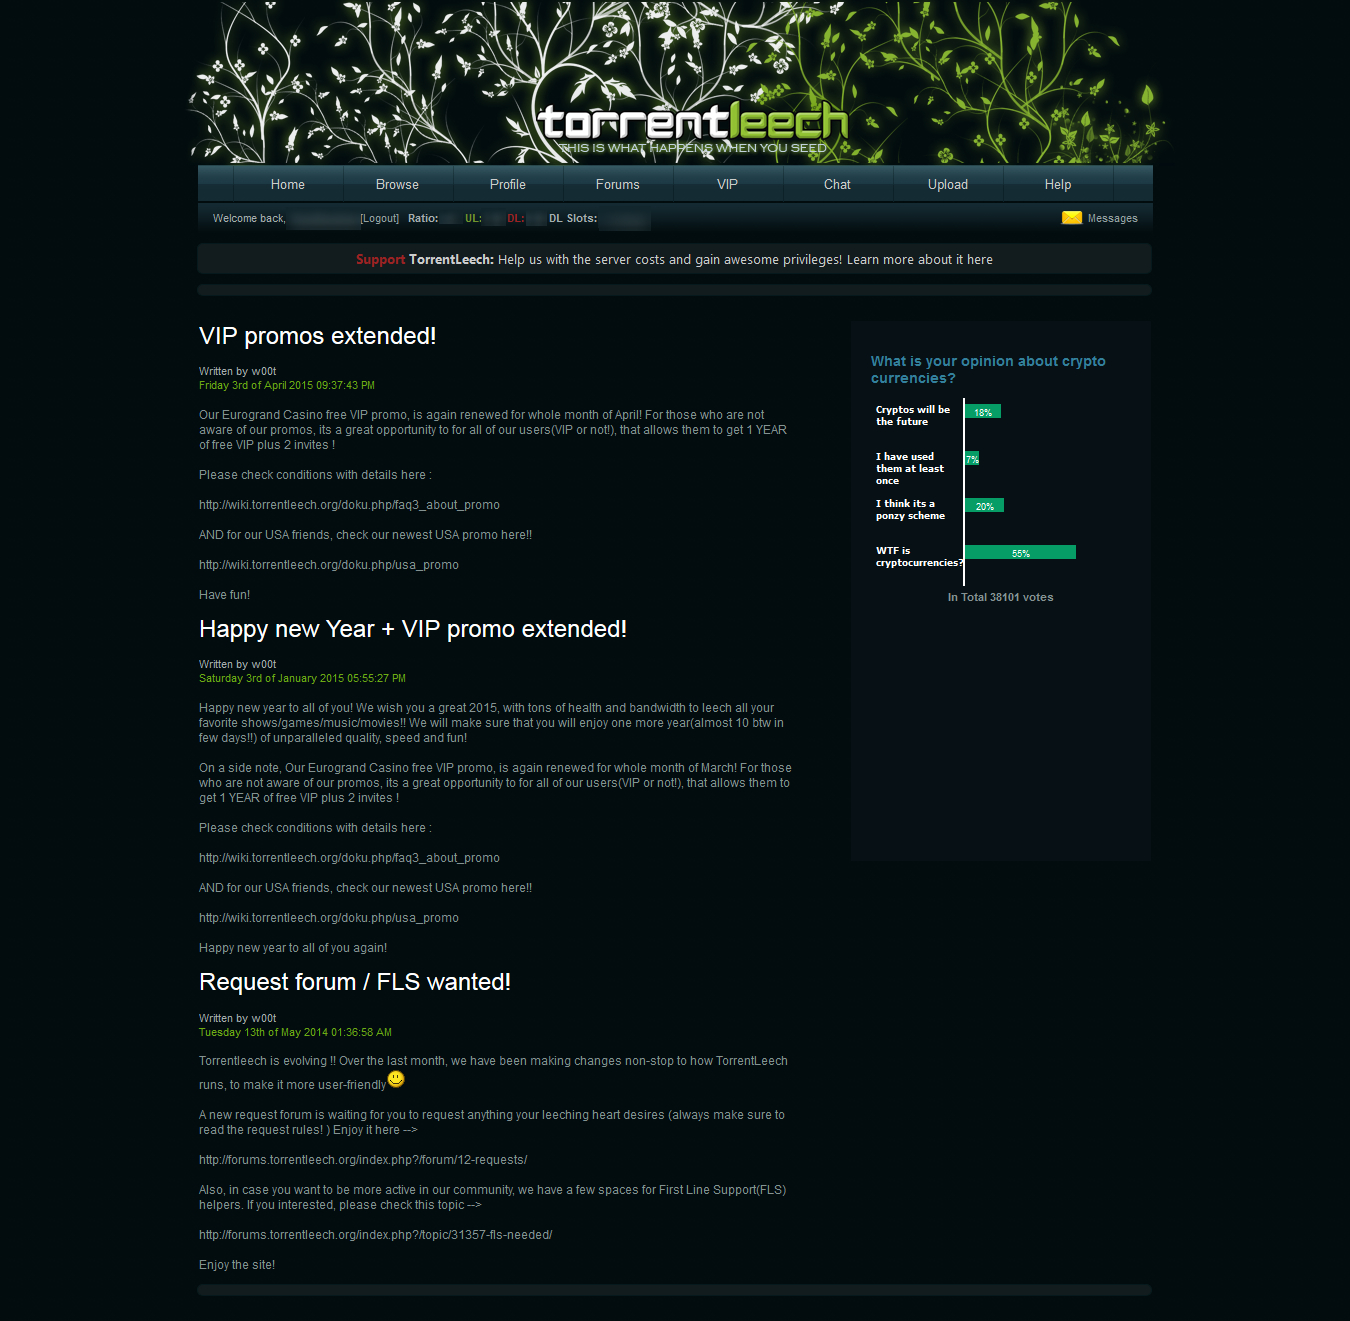 torrentleech
THIS IS WHAT HAPPENS WHEN YOU SEED
Home Browse Profile Forums VIP Chat Upload Help
Welcome back, [Logout] Ratio: UL: DL: DL Slots: Messages
Support TorrentLeech: Help us with the server costs and gain awesome privileges! Learn more about it here
VIP promos extended!
Written by w00t
Friday 3rd of April 2015 09:37:43 PM
Our Eurogrand Casino free VIP promo, is again renewed for whole month of April! For those who are not
aware of our promos, its a great opportunity to for all of our users(VIP or not!), that allows them to get 1 YEAR
of free VIP plus 2 invites !
Please check conditions with details here :
http://wiki.torrentleech.org/doku.php/faq3_about_promo
AND for our USA friends, check our newest USA promo here!!
http://wiki.torrentleech.org/doku.php/usa_promo
Have fun!
Happy new Year + VIP promo extended!
Written by w00t
Saturday 3rd of January 2015 05:55:27 PM
Happy new year to all of you! We wish you a great 2015, with tons of health and bandwidth to leech all your
favorite shows/games/music/movies!! We will make sure that you will enjoy one more year(almost 10 btw in
few days!!) of unparalleled quality, speed and fun!
On a side note, Our Eurogrand Casino free VIP promo, is again renewed for whole month of March! For those
who are not aware of our promos, its a great opportunity to for all of our users(VIP or not!), that allows them to
get 1 YEAR of free VIP plus 2 invites !
Please check conditions with details here :
http://wiki.torrentleech.org/doku.php/faq3_about_promo
AND for our USA friends, check our newest USA promo here!!
http://wiki.torrentleech.org/doku.php/usa_promo
Happy new year to all of you again!
Request forum / FLS wanted!
Written by w00t
Tuesday 13th of May 2014 01:36:58 AM
Torrentleech is evolving !! Over the last month, we have been making changes non-stop to how TorrentLeech
runs, to make it more user-friendly
A new request forum is waiting for you to request anything your leeching heart desires (always make sure to
read the request rules! ) Enjoy it here -->
http://forums.torrentleech.org/index.php?/forum/12-requests/
Also, in case you want to be more active in our community, we have a few spaces for First Line Support(FLS)
helpers. If you interested, please check this topic -->
http://forums.torrentleech.org/index.php?/topic/31357-fls-needed/
Enjoy the site!
What is your opinion about crypto
currencies?
Cryptos will be
the future
18%
I have used
them at least
once
7%
I think its a
ponzy scheme
20%
WTF is
cryptocurrencies?
55%
In Total 38101 votes